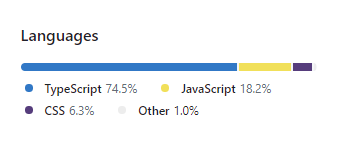 Languages
TypeScript 74.5% JavaScript 18.2%
CSS 6.3% Other 1.0%